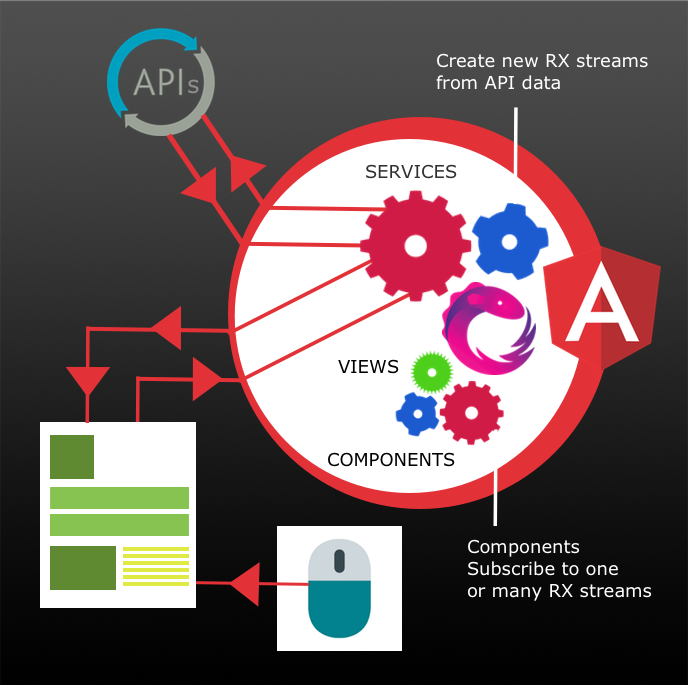 Create new RX streams
from API data
APIs
SERVICES
A
VIEWS
COMPONENTS
Components
Subscribe to one
or many RX streams